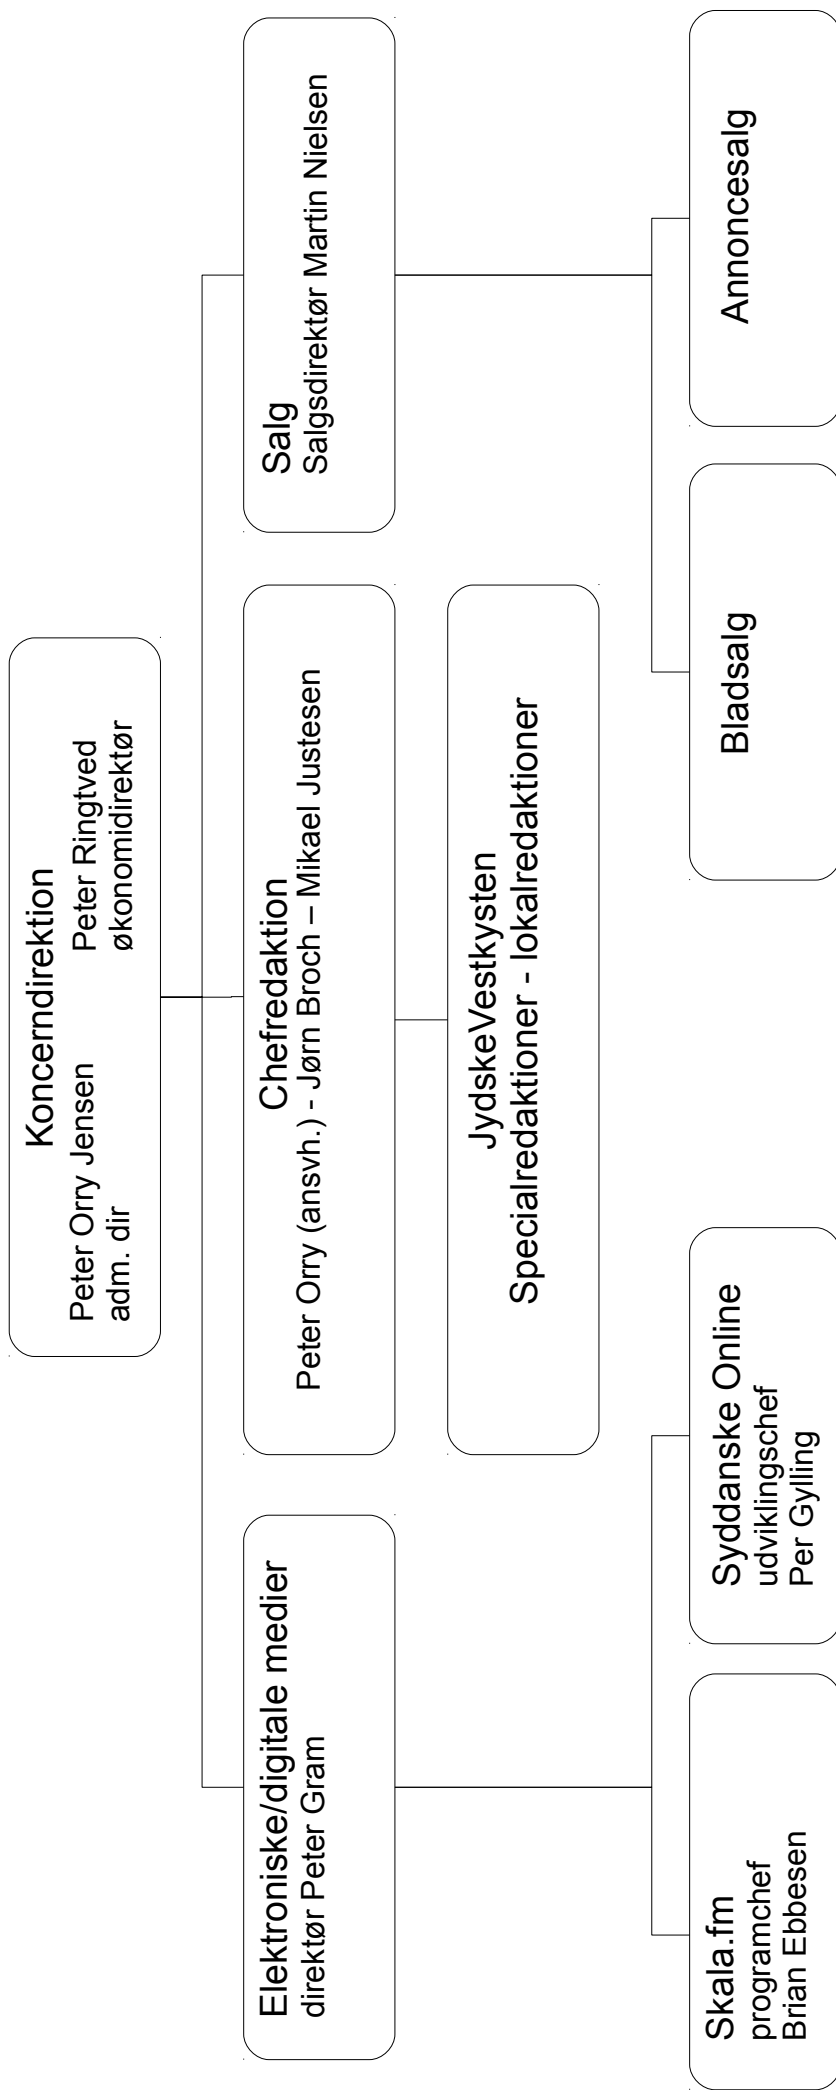 Koncerndirektion
Peter Orry Jensen Peter Ringtved
adm. dir økonomidirektør
Elektroniske/digitale medier
direktør Peter Gram
Chefredaktion
Peter Orry (ansvh.) - Jørn Broch – Mikael Justesen
Salg
Salgsdirektør Martin Nielsen
JydskeVestkysten
Specialredaktioner - lokalredaktioner
Skala.fm
programchef
Brian Ebbesen
Syddanske Online
udviklingschef
Per Gylling
Bladsalg
Annoncesalg